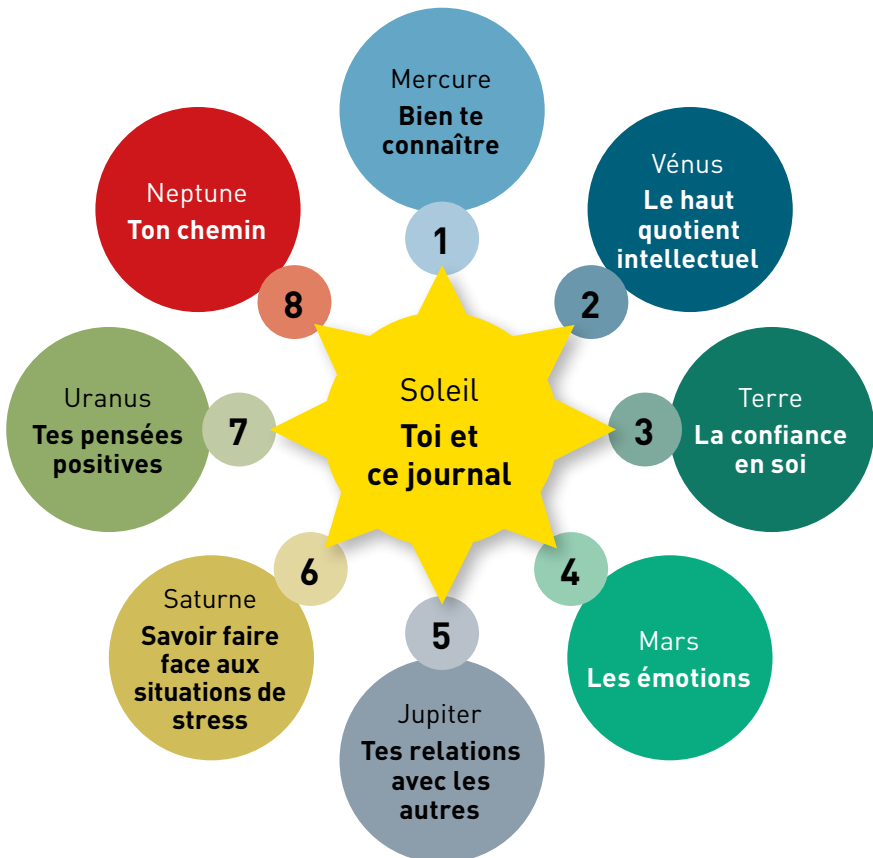 Mercure
Bien te
connaître
1
Vénus
Le haut
quotient
intellectuel
2
Terre
La confiance
en soi
3
Mars
Les émotions
4
Jupiter
Tes relations
avec les
autres
5
Saturne
Savoir faire
face aux
situations de
stress
6
Uranus
Tes pensées
positives
7
Neptune
Ton chemin
8
Soleil
Toi et
ce journal